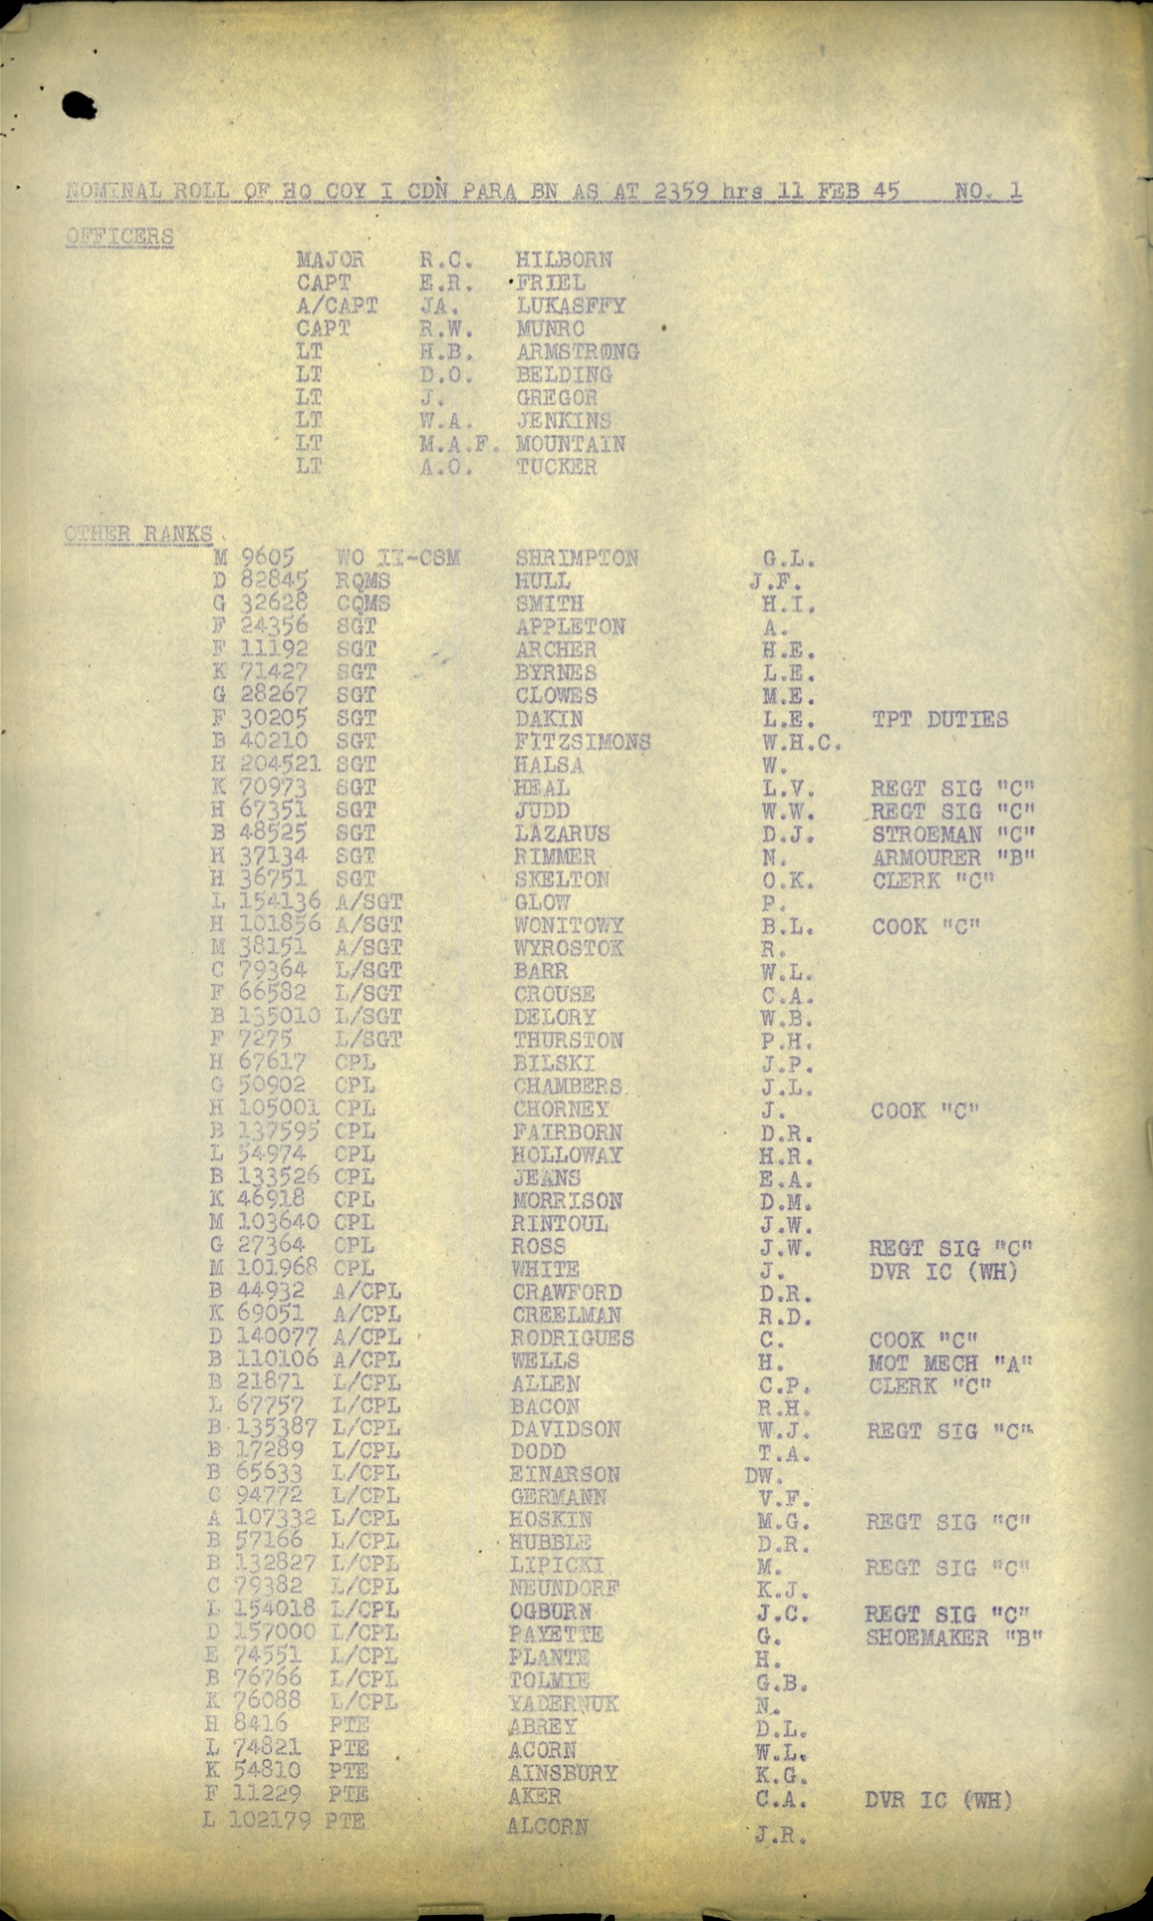 NOMINAL ROLL OF HQ COY I CDN PARA BN AS AT 2359 hrs 11 FEB 45 NO. 1
OFFICERS
MAJOR R.C. HILBORN
CAPT E.R. FRIEL
A/CAPT JA. LUKASFFY
CAPT R.W. MUNRO
LT H.B. ARMSTRONG
LT D.O. BELDING
LT J. GREGOR
LT W.A. JENKINS
LT M.A.F. MOUNTAIN
LT A.O. TUCKER
OTHER RANKS
M 9605 WO II-CSM SHRIMPTON G.L.
D 82845 RQMS HULL J.F.
G 32628 CQMS SMITH H.I.
F 24356 SGT APPLETON A.
F 11192 SGT ARCHER H.E.
K 71427 SGT BYRNES L.E.
G 28267 SGT CLOWES M.E.
F 30205 SGT DAKIN L.E. TPT DUTIES
B 40210 SGT FITZSIMONS W.H.C.
H 204521 SGT HALSA W.
K 70973 SGT HEAL L.V. REGT SIG "C"
H 67351 SGT JUDD W.W. REGT SIG "C"
B 48525 SGT LAZARUS D.J. STROEMAN "C"
H 37134 SGT RIMMER N. ARMOURER "B"
H 36751 SGT SKELTON O.K. CLERK "C"
L 154136 A/SGT GLOW P.
H 101856 A/SGT WONITOWY B.L. COOK "C"
M 38151 A/SGT WYROSTOK R.
C 79364 L/SGT BARR W.L.
F 66582 L/SGT CROUSE C.A.
B 135010 L/SGT DELORY W.B.
F 7275 L/SGT THURSTON P.H.
H 67617 CPL BILSKI J.P.
G 50902 CPL CHAMBERS J.L.
H 105001 CPL CHORNEY J. COOK "C"
B 137595 CPL FAIRBORN D.R.
L 54974 CPL HOLLOWAY H.R.
B 133526 CPL JEANS E.A.
K 46918 CPL MORRISON D.M.
M 103640 CPL RINTOUL J.W.
G 27364 CPL ROSS J.W. REGT SIG "C"
M 101968 CPL WHITE J. DVR IC (WH)
B 44932 A/CPL CRAWFORD D.R.
K 69051 A/CPL CREELMAN R.D.
D 140077 A/CPL RODRIGUES C. COOK "C"
B 110106 A/CPL WELLS H. MOT MECH "A"
B 21871 L/CPL ALLEN C.P. CLERK "C"
L 67757 L/CPL BACON R.H.
B 135387 L/CPL DAVIDSON W.J. REGT SIG "C"
B 17289 L/CPL DODD T.A.
B 65633 L/CPL EINARSON DW.
C 94772 L/CPL GERMANN V.F.
A 107332 L/CPL HOSKIN M.G. REGT SIG "C"
B 57166 L/CPL HUBBLE D.R.
B 132827 L/CPL LIPICKI M. REGT SIG "C"
C 79382 L/CPL NEUNDORF K.J.
L 154018 L/CPL OGBURN J.C. REGT SIG "C"
D 157000 L/CPL PAYETTE G. SHOEMAKER "B"
E 74551 L/CPL PLANTE H.
B 76766 L/CPL TOLMIE G.B.
K 76088 L/CPL YADERNUK N.
H 8416 PTE ABREY D.L.
L 74821 PTE ACORN W.L.
K 54810 PTE AINSBURY K.G.
F 11229 PTE AKER C.A. DVR IC (WH)
L 102179 PTE ALCORN J.R.